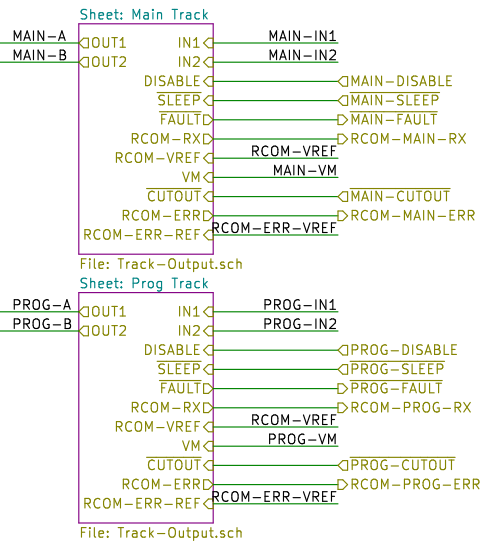 Sheet: Main Track
MAIN-A OUT1 IN1 MAIN-IN1
MAIN-B OUT2 IN2 MAIN-IN2
DISABLE MAIN-DISABLE
SLEEP MAIN-SLEEP
FAULT MAIN-FAULT
RCOM-RX RCOM-MAIN-RX
RCOM-VREF RCOM-VREF
VM MAIN-VM
CUTOUT MAIN-CUTOUT
RCOM-ERR RCOM-MAIN-ERR
RCOM-ERR-REF RCOM-ERR-VREF
File: Track-Output.sch
Sheet: Prog Track
PROG-A OUT1 IN1 PROG-IN1
PROG-B OUT2 IN2 PROG-IN2
DISABLE PROG-DISABLE
SLEEP PROG-SLEEP
FAULT PROG-FAULT
RCOM-RX RCOM-PROG-RX
RCOM-VREF RCOM-VREF
VM PROG-VM
CUTOUT PROG-CUTOUT
RCOM-ERR RCOM-PROG-ERR
RCOM-ERR-REF RCOM-ERR-VREF
File: Track-Output.sch